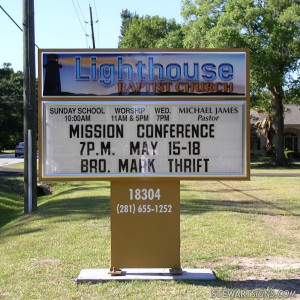 Lighthouse
BAPTIST CHURCH
SUNDAY SCHOOL WORSHIP WED. MICHAEL JAMES
10:00AM 11AM & 5PM 7PM Pastor
MISSION CONFERENCE
7P.M. MAY 15-18
BRO. MARK THRIFT
18304
(281) 655-1252
STEWARTSIGNS.COM